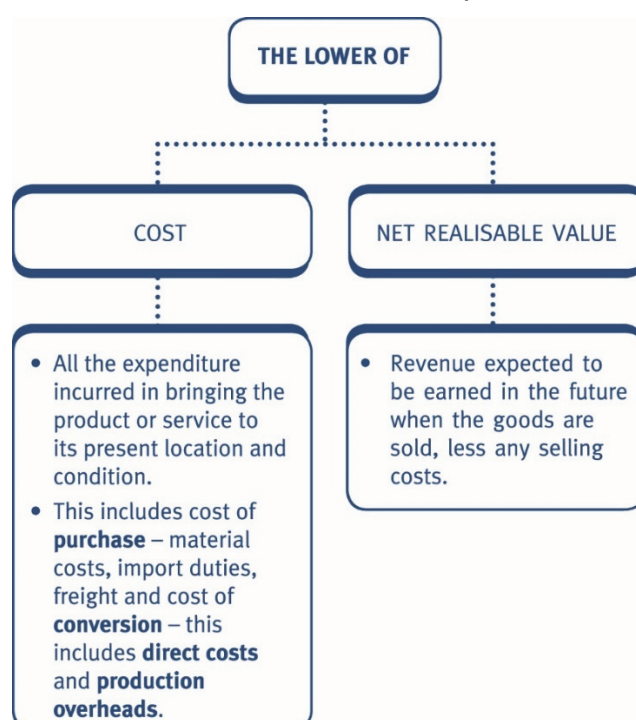 THE LOWER OF
COST
NET REALISABLE VALUE
• All the expenditure
incurred in bringing the
product or service to
its present location and
condition.
• This includes cost of
purchase – material
costs, import duties,
freight and cost of
conversion – this
includes direct costs
and production
overheads.
• Revenue expected to
be earned in the future
when the goods are
sold, less any selling
costs.